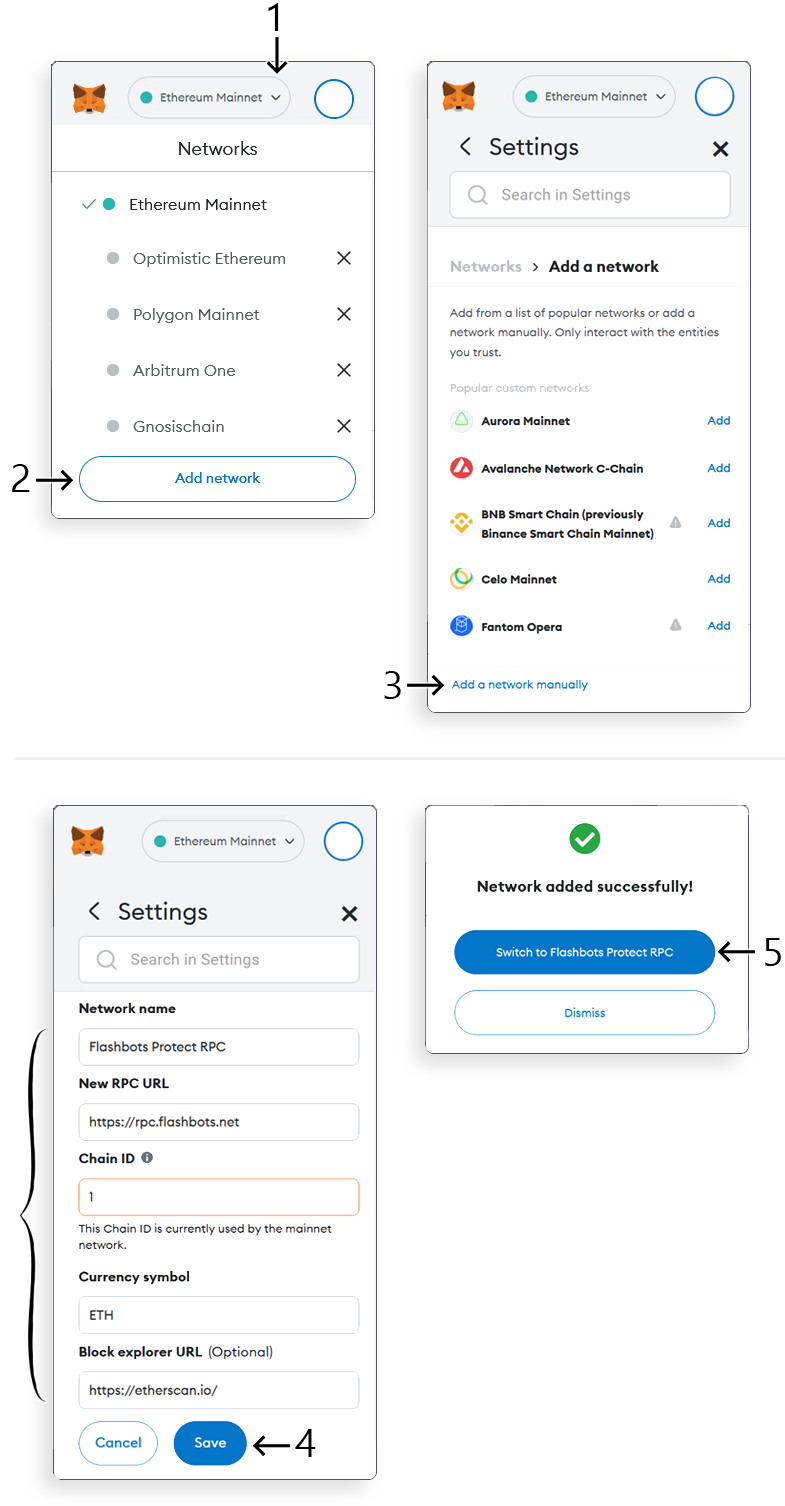 1
Ethereum Mainnet
Networks
Ethereum Mainnet
Optimistic Ethereum
Polygon Mainnet
Arbitrum One
Gnosischain
2
Add network
Ethereum Mainnet
Settings
Search in Settings
Networks > Add a network
Add from a list of popular networks or add a
network manually. Only interact with the entities
you trust.
Popular custom networks
Aurora Mainnet Add
Avalanche Network C-Chain Add
BNB Smart Chain (previously
Binance Smart Chain Mainnet) Add
Celo Mainnet Add
Fantom Opera Add
3
Add a network manually
Ethereum Mainnet
Settings
Search in Settings
Network name
Flashbots Protect RPC
New RPC URL
https://rpc.flashbots.net
Chain ID
1
This Chain ID is currently used by the mainnet
network.
Currency symbol
ETH
Block explorer URL (Optional)
https://etherscan.io/
Cancel
Save
4
Network added successfully!
Switch to Flashbots Protect RPC
5
Dismiss